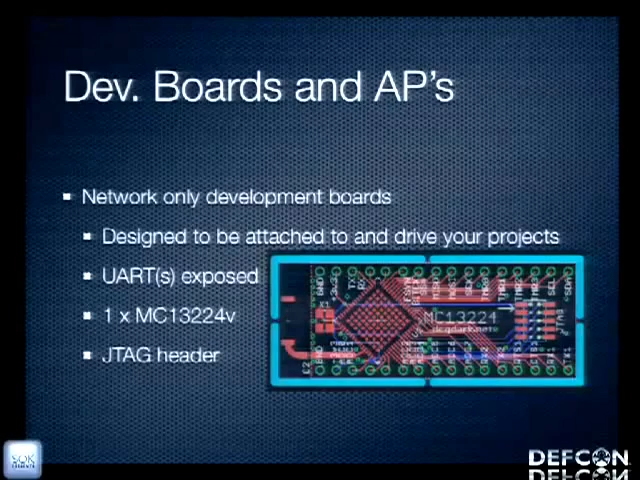 Dev. Boards and AP's
Network only development boards
Designed to be attached to and drive your projects
UART(s) exposed
1 x MC13224v
JTAG header
MC13224
GND
DEFCON